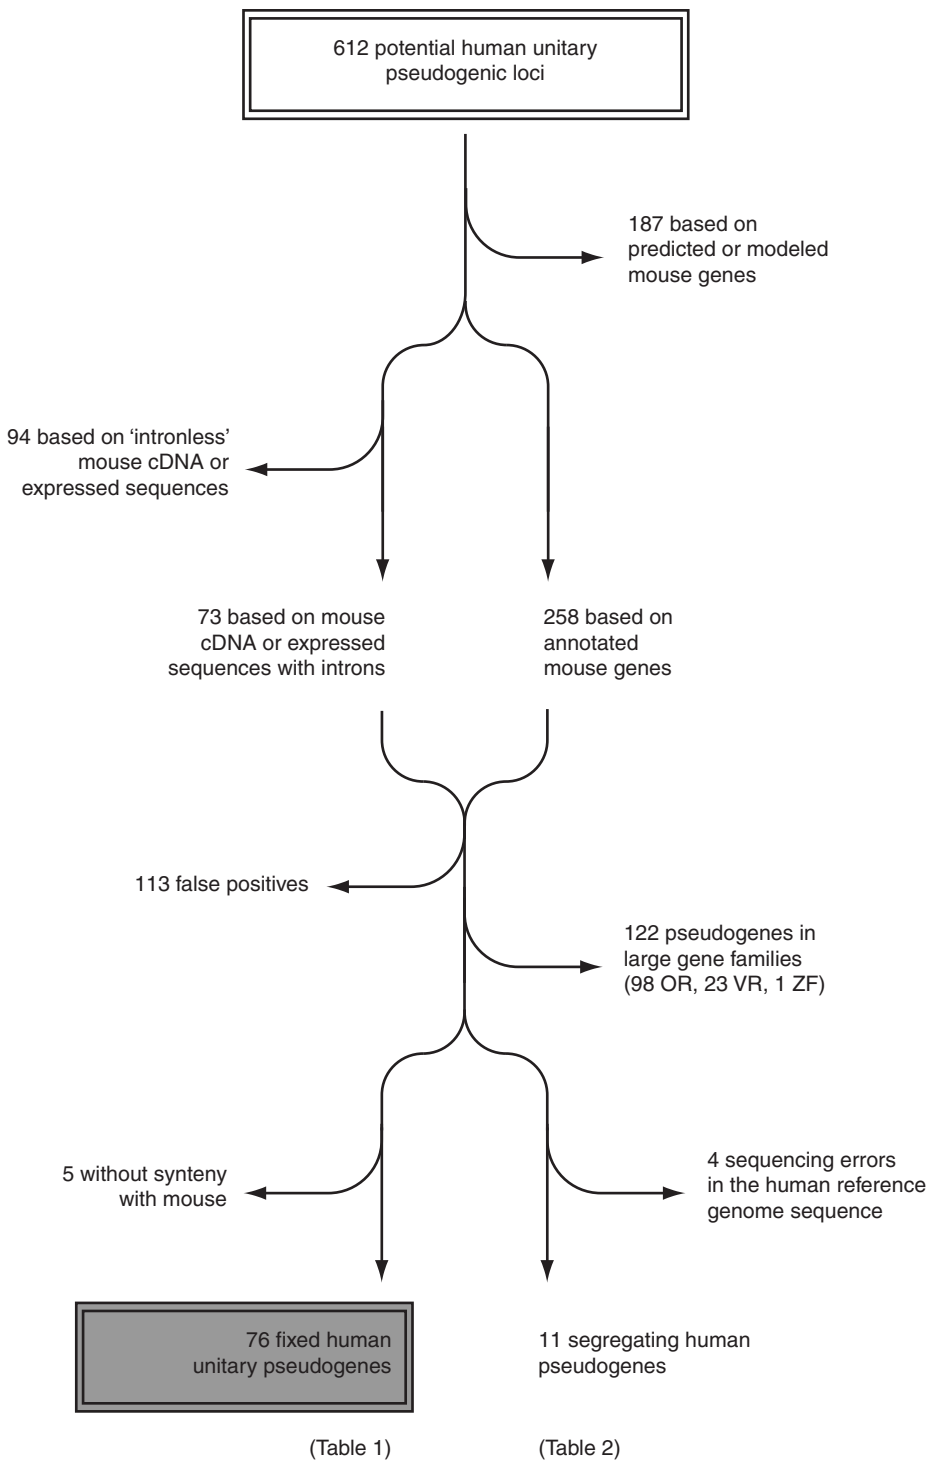 612 potential human unitary
pseudogenic loci
187 based on
predicted or modeled
mouse genes
94 based on ‘intronless’
mouse cDNA or
expressed sequences
73 based on mouse
cDNA or expressed
sequences with introns
258 based on
annotated
mouse genes
113 false positives
122 pseudogenes in
large gene families
(98 OR, 23 VR, 1 ZF)
5 without synteny
with mouse
4 sequencing errors
in the human reference
genome sequence
76 fixed human
unitary pseudogenes
11 segregating human
pseudogenes
(Table 1)
(Table 2)